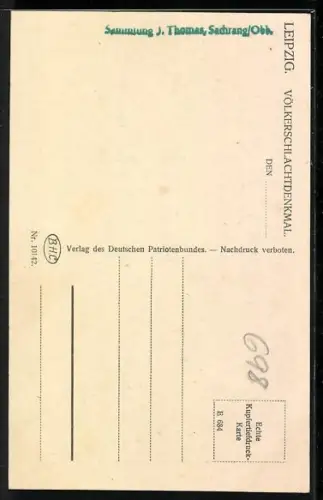 Sammlung J. Thomas, Sachrang/Obb.
LEIPZIG. VÖLKERSCHLACHTDENKMAL.
DEN
Verlag des Deutschen Patriotenbundes. — Nachdruck verboten.
BHC
Nr. 10142.
698
Echte
Kupfertiefdruck-
Karte
E 684